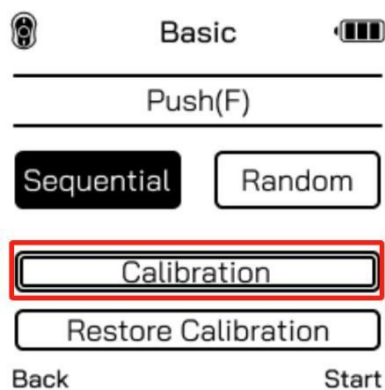 Basic
Push(F)
Sequential Random
Calibration
Restore Calibration
Back Start